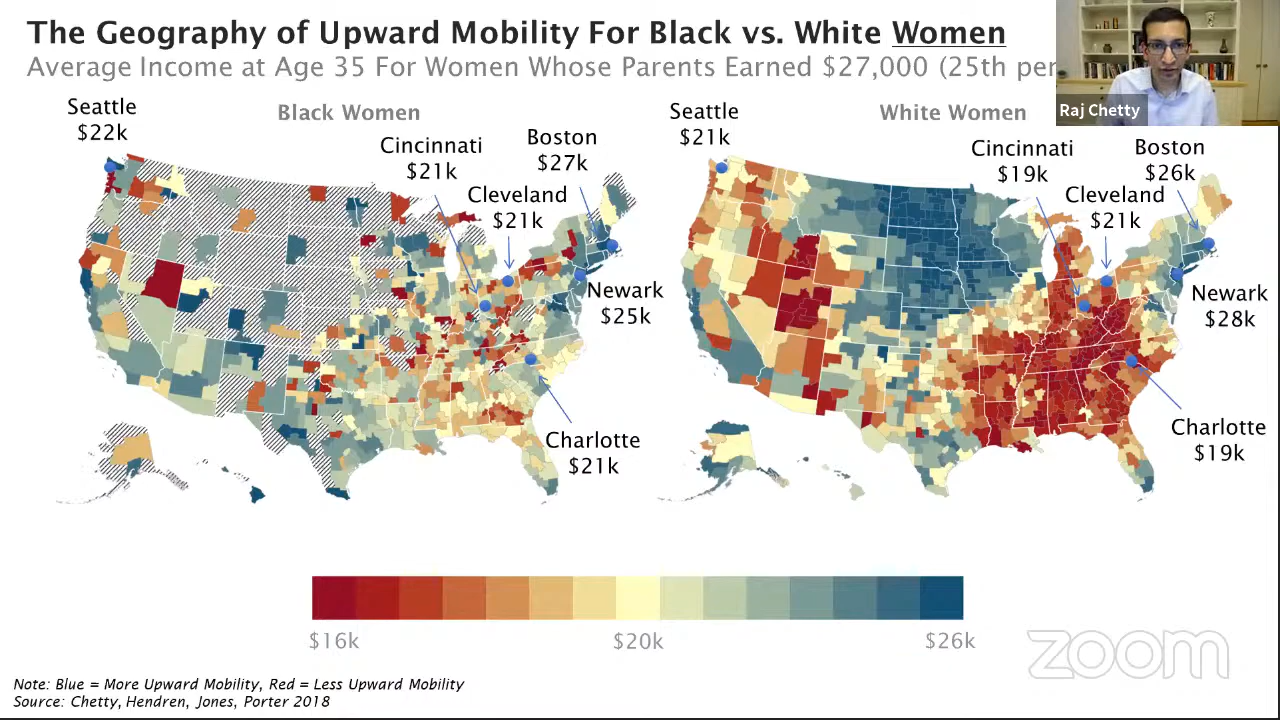 The Geography of Upward Mobility For Black vs. White Women
Average Income at Age 35 For Women Whose Parents Earned $27,000 (25th
Raj Chetty
Black Women
White Women
Seattle
$22k
Cincinnati
$21k
Boston
$27k
Cleveland
$21k
Newark
$25k
Charlotte
$21k
Seattle
$21k
Cincinnati
$19k
Boston
$26k
Cleveland
$21k
Newark
$28k
Charlotte
$19k
$16k
$20k
$26k
zoom
Note: Blue = More Upward Mobility, Red = Less Upward Mobility
Source: Chetty, Hendren, Jones, Porter 2018